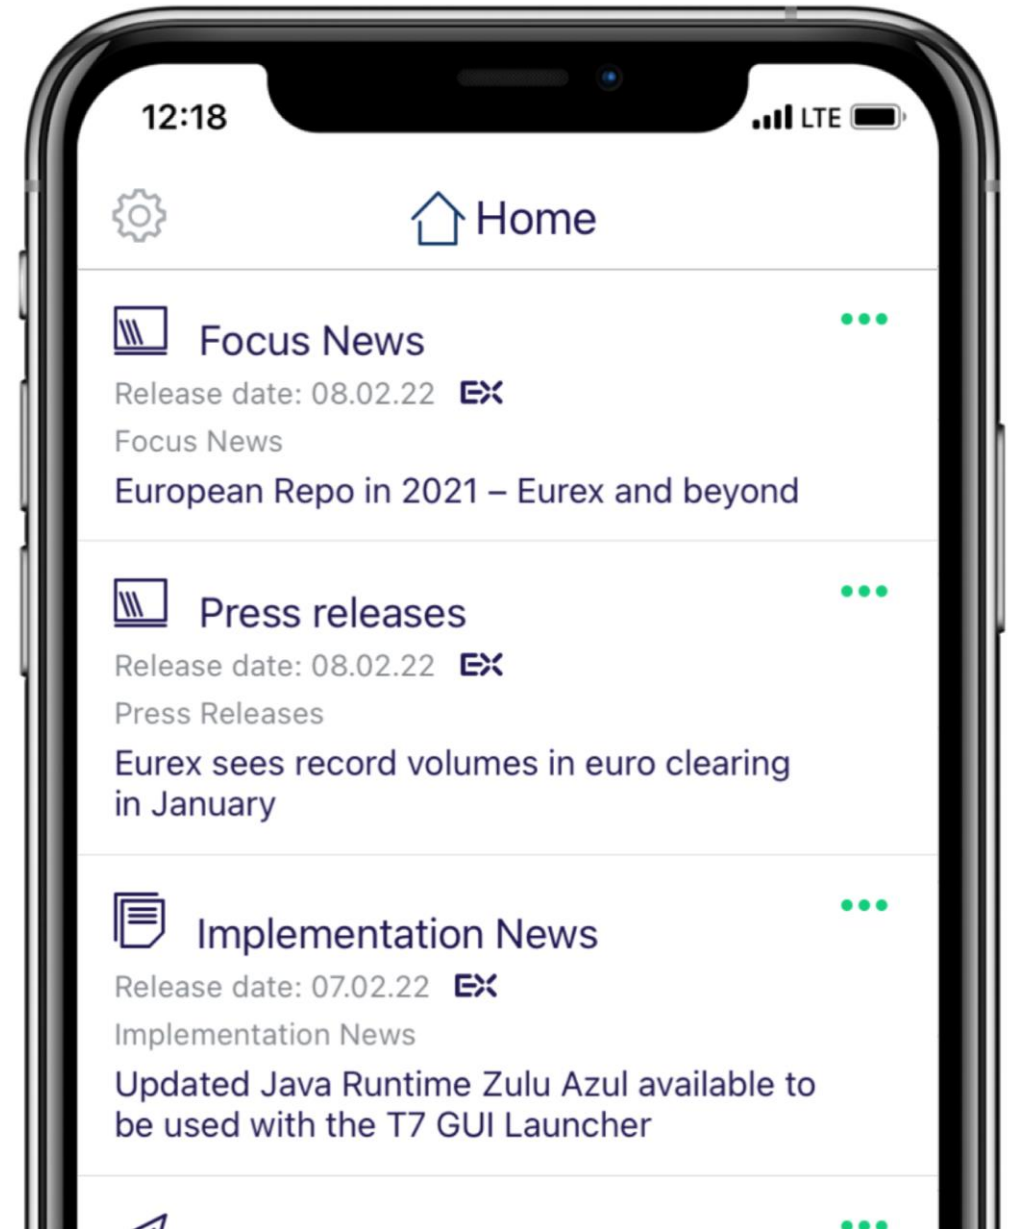 12:18
LTE
Home
Focus News
Release date: 08.02.22 EX
Focus News
European Repo in 2021 – Eurex and beyond
Press releases
Release date: 08.02.22 EX
Press Releases
Eurex sees record volumes in euro clearing
in January
Implementation News
Release date: 07.02.22 EX
Implementation News
Updated Java Runtime Zulu Azul available to
be used with the T7 GUI Launcher